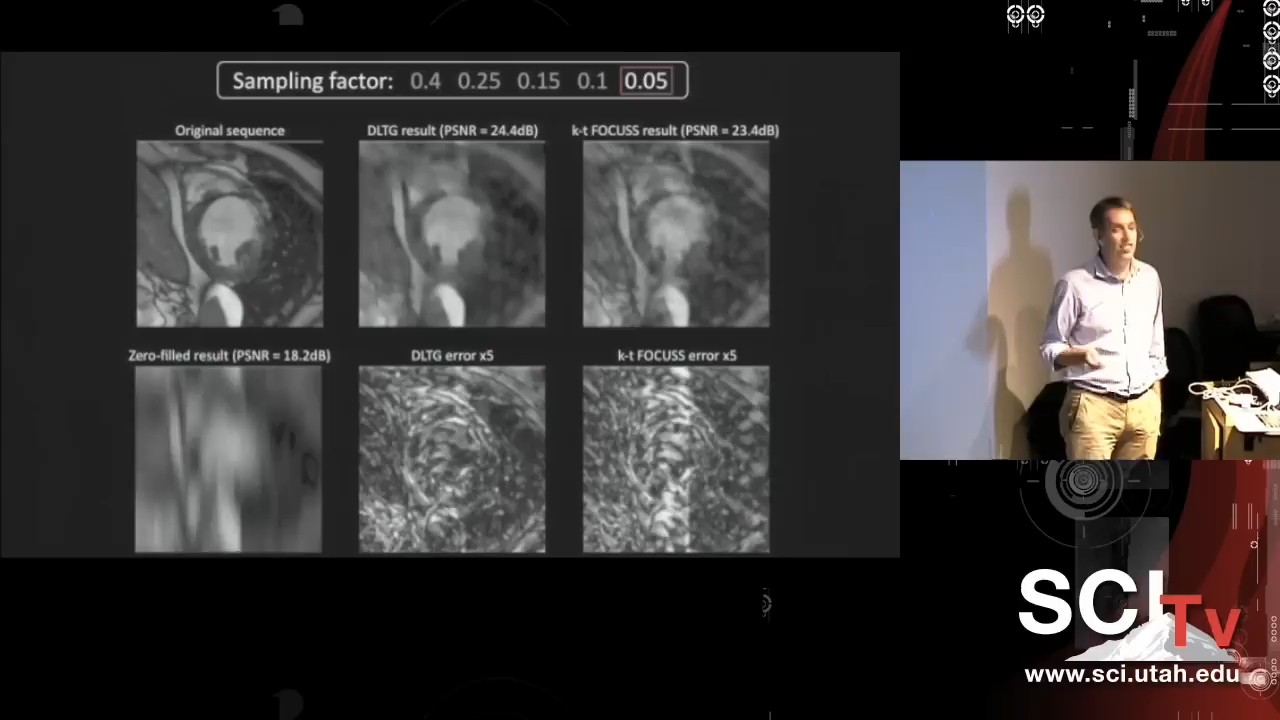 Sampling factor: 0.4 0.25 0.15 0.1 0.05
Original sequence
DLTG result (PSNR = 24.4dB)
k-t FOCUSS result (PSNR = 23.4dB)
Zero-filled result (PSNR = 18.2dB)
DLTG error x5
k-t FOCUSS error x5
SCI
TV
www.sci.utah.edu